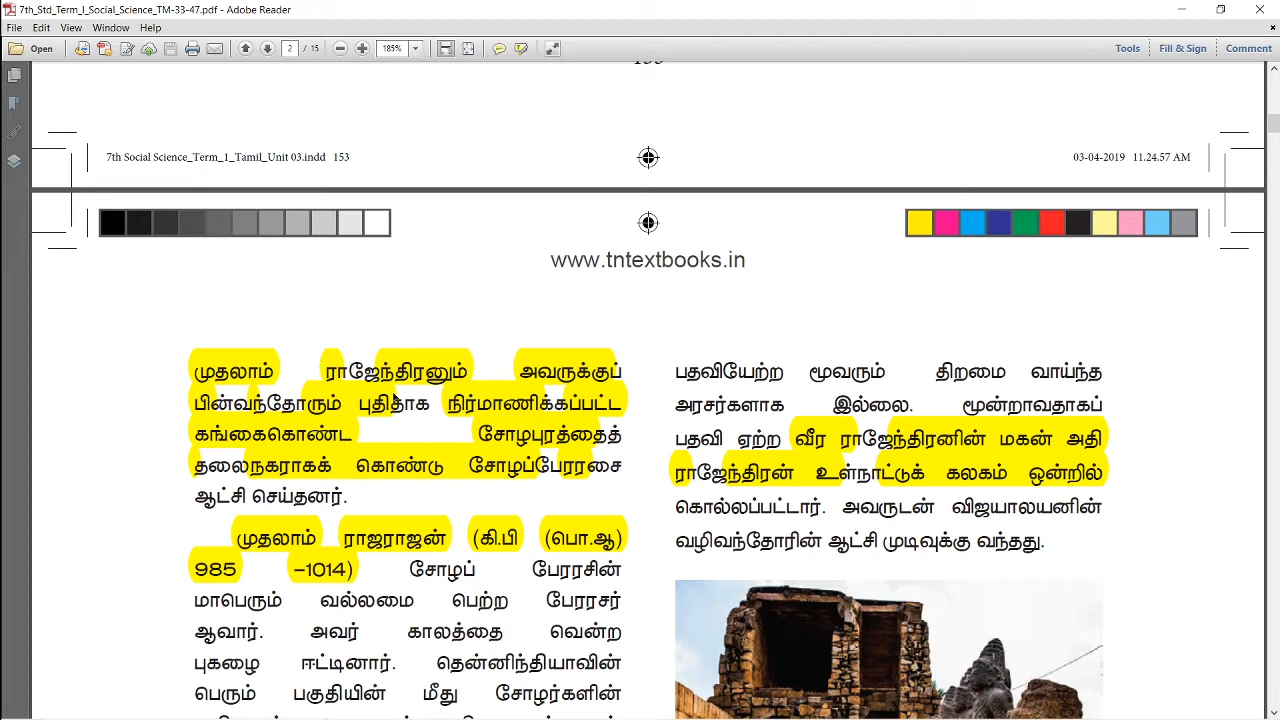 7th_Std_Term_I_Social_Science_TM-33-47.pdf - Adobe Reader
File Edit View Window Help
Open 2 / 15 185% Tools Fill & Sign Comment
7th Social Science_Term_1_Tamil_Unit 03.indd 153 03-04-2019 11.24.57 AM
www.tntextbooks.in
முதலாம் ராஜேந்திரனும் அவருக்குப்
பின்வந்தோரும் புதிதாக நிர்மாணிக்கப்பட்ட
கங்கைகொண்ட சோழபுரத்தைத்
தலைநகராகக் கொண்டு சோழப்பேரரசை
ஆட்சி செய்தனர்.
முதலாம் ராஜராஜன் (கி.பி (பொ.ஆ)
985 –1014) சோழப் பேரரசின்
மாபெரும் வல்லமை பெற்ற பேரரசர்
ஆவார். அவர் காலத்தை வென்ற
புகழை ஈட்டினார். தென்னிந்தியாவின்
பெரும் பகுதியின் மீது சோழர்களின்
பதவியேற்ற மூவரும் திறமை வாய்ந்த
அரசர்களாக இல்லை. மூன்றாவதாகப்
பதவி ஏற்ற வீர ராஜேந்திரனின் மகன் அதி
ராஜேந்திரன் உள்நாட்டுக் கலகம் ஒன்றில்
கொல்லப்பட்டார். அவருடன் விஜயாலயனின்
வழிவந்தோரின் ஆட்சி முடிவுக்கு வந்தது.